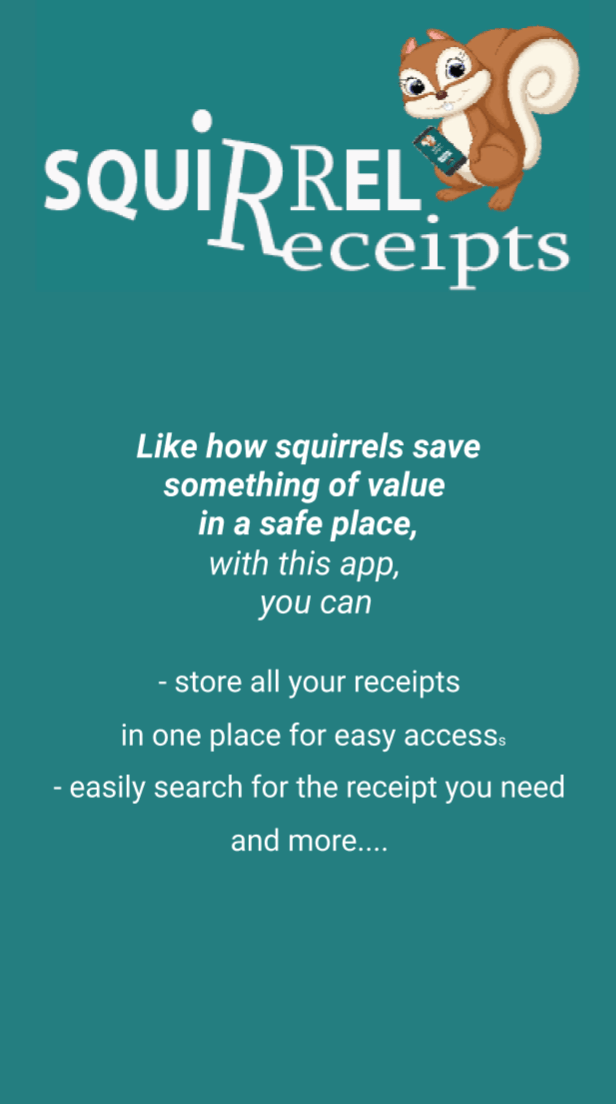 SQUiRREL
Receipts
Like how squirrels save
something of value
in a safe place,
with this app,
you can
- store all your receipts
in one place for easy accesss
- easily search for the receipt you need
and more....